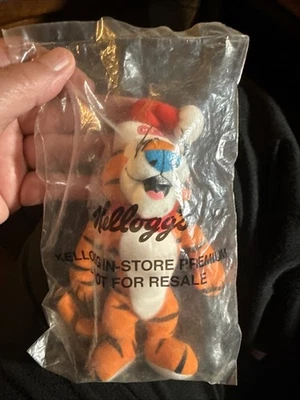 Kellogg's
KELLOGG IN-STORE PREMIUM
NOT FOR RESALE